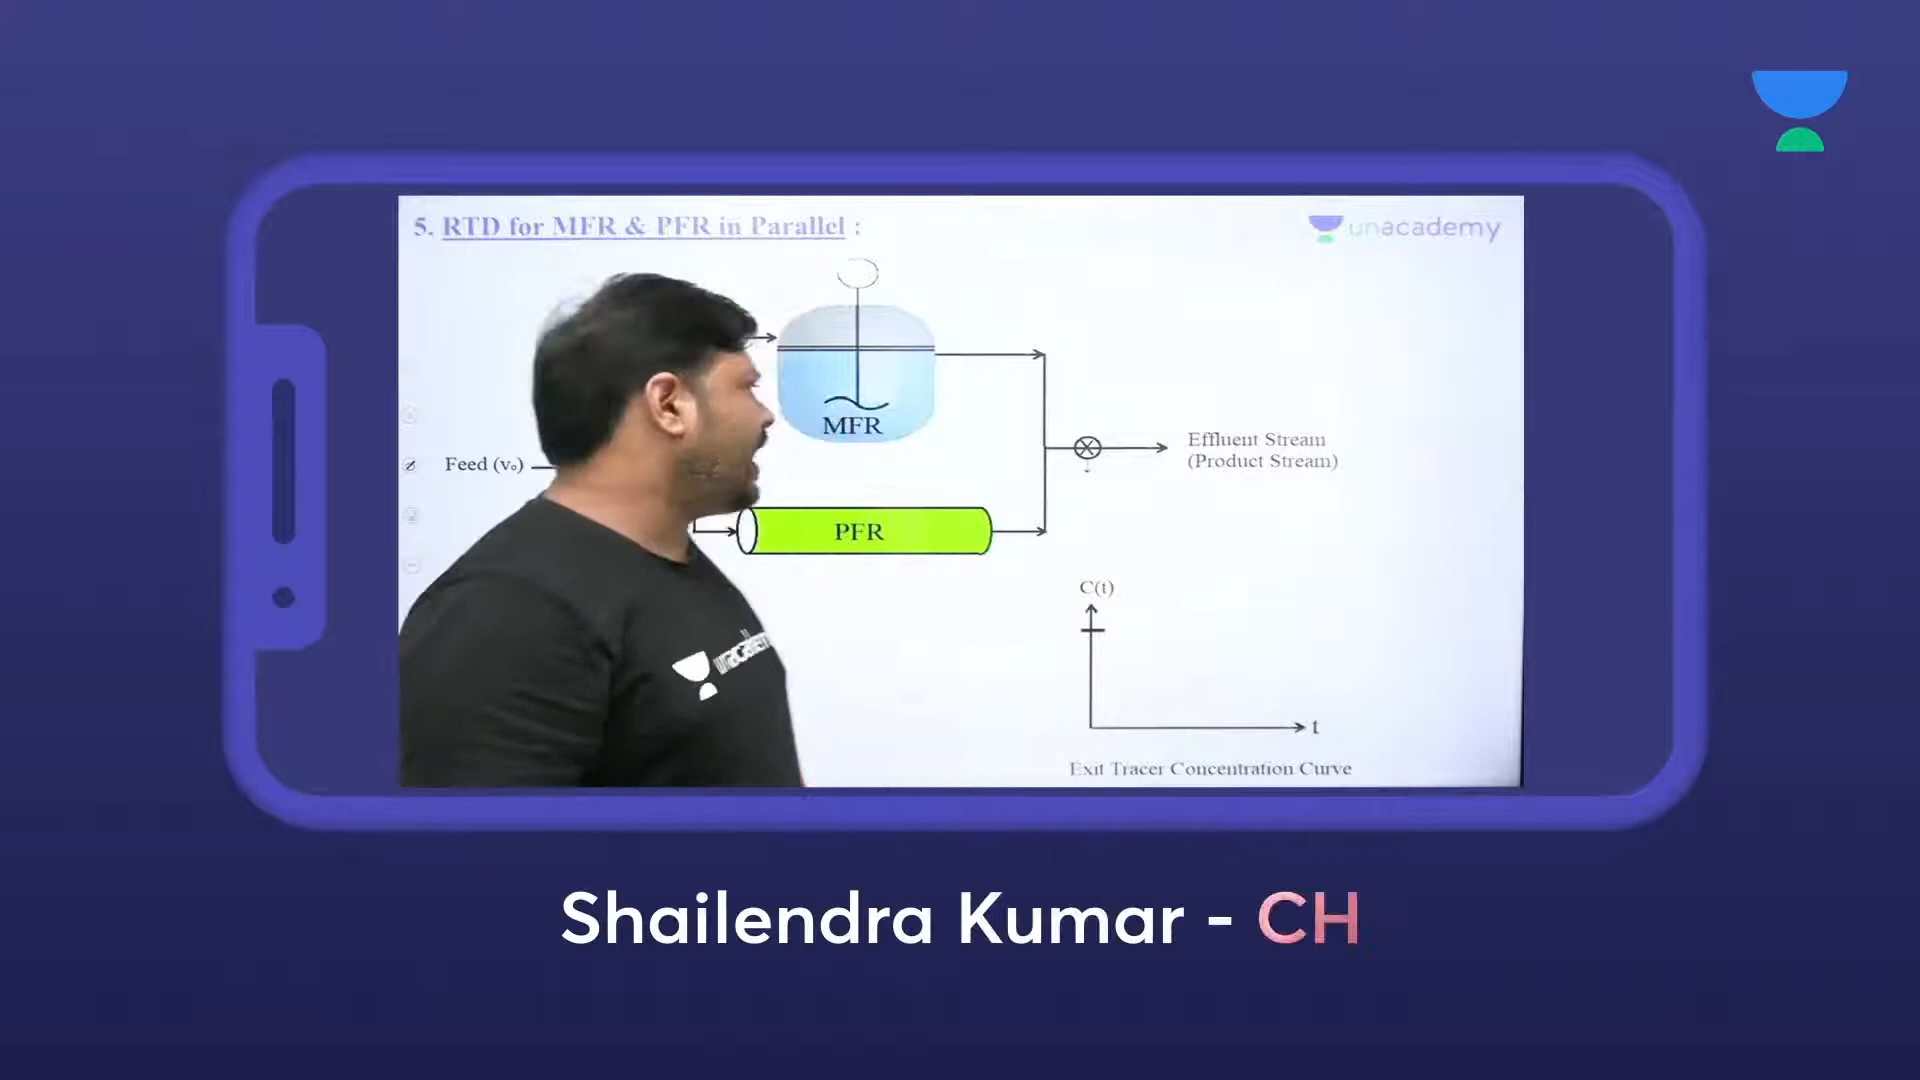 5. RTD for MFR & PFR in Parallel :
unacademy
MFR
Feed (v₀)
Effluent Stream
(Product Stream)
PFR
C(t)
t
Exit Tracer Concentration Curve
unacademy
Shailendra Kumar - CH